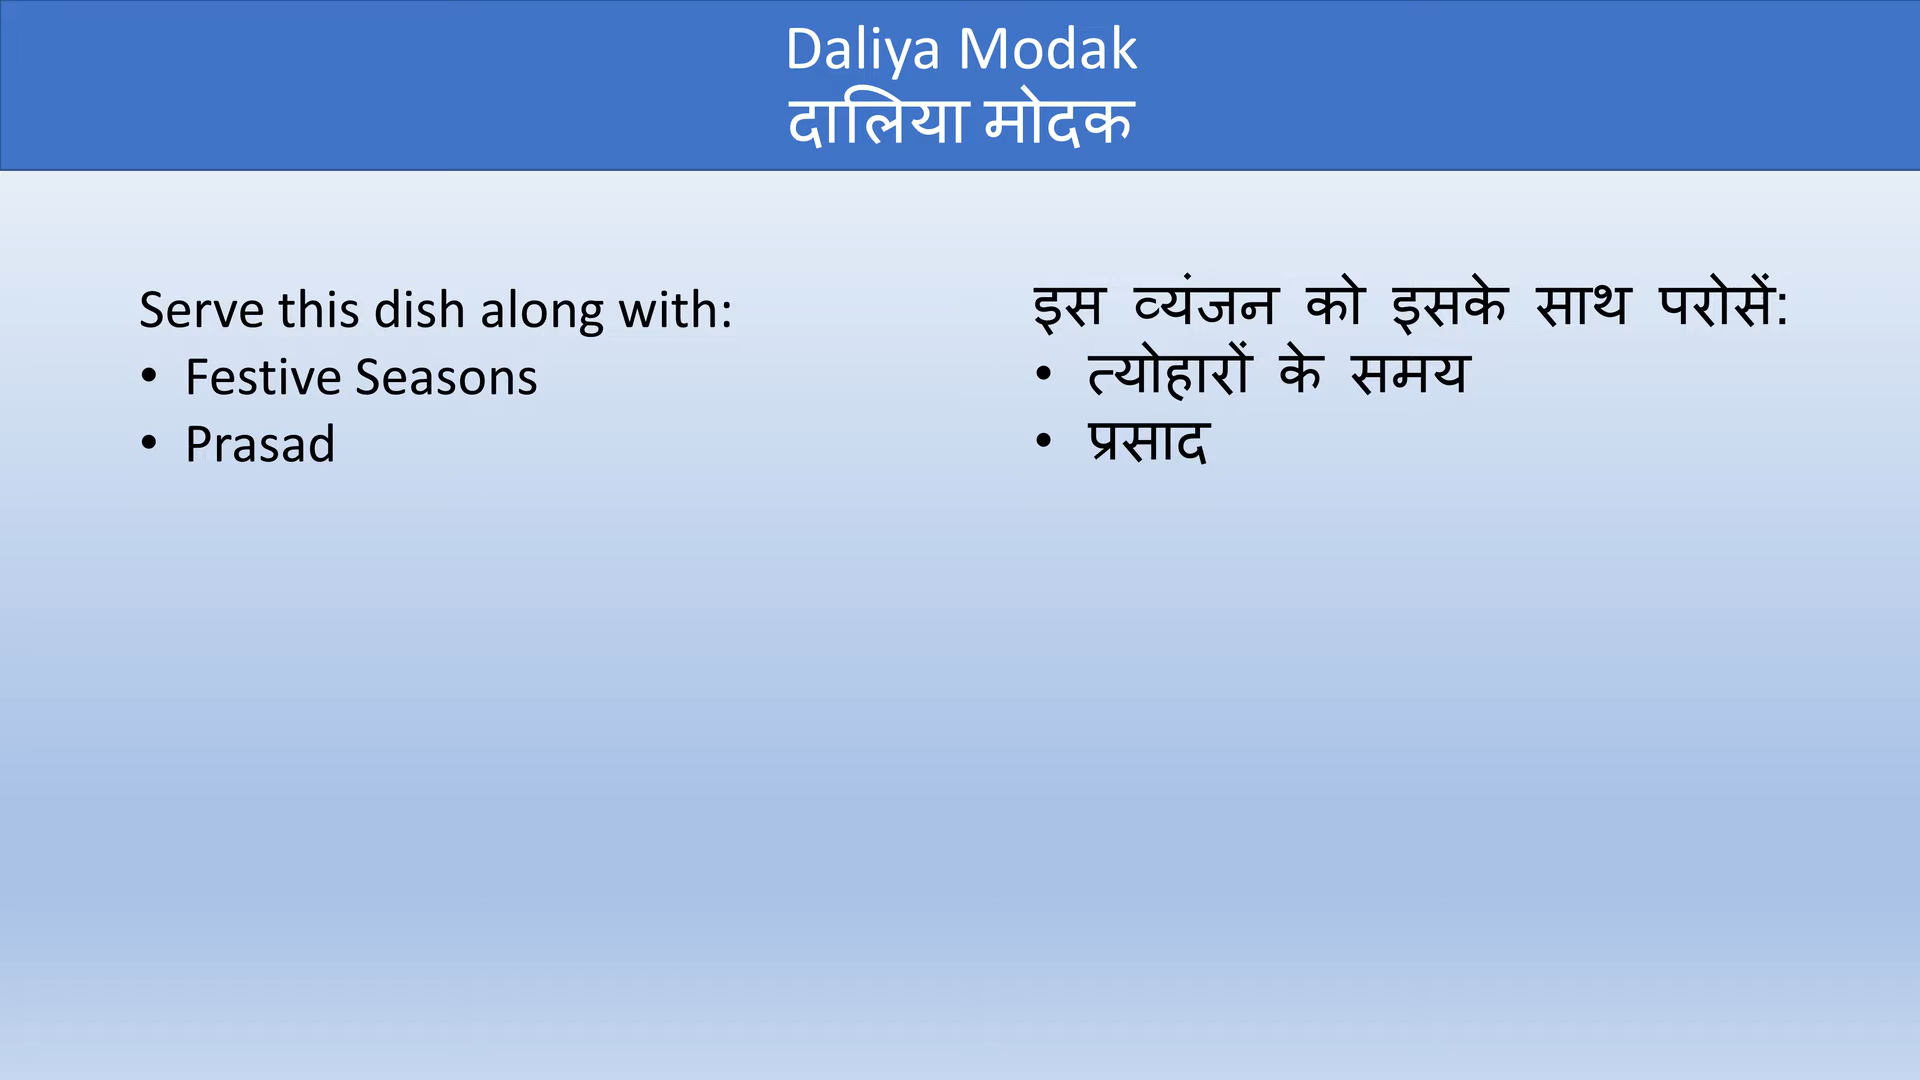 Daliya Modak
दालिया मोदक
Serve this dish along with:
• Festive Seasons
• Prasad
इस व्यंजन को इसके साथ परोसें:
• त्योहारों के समय
• प्रसाद